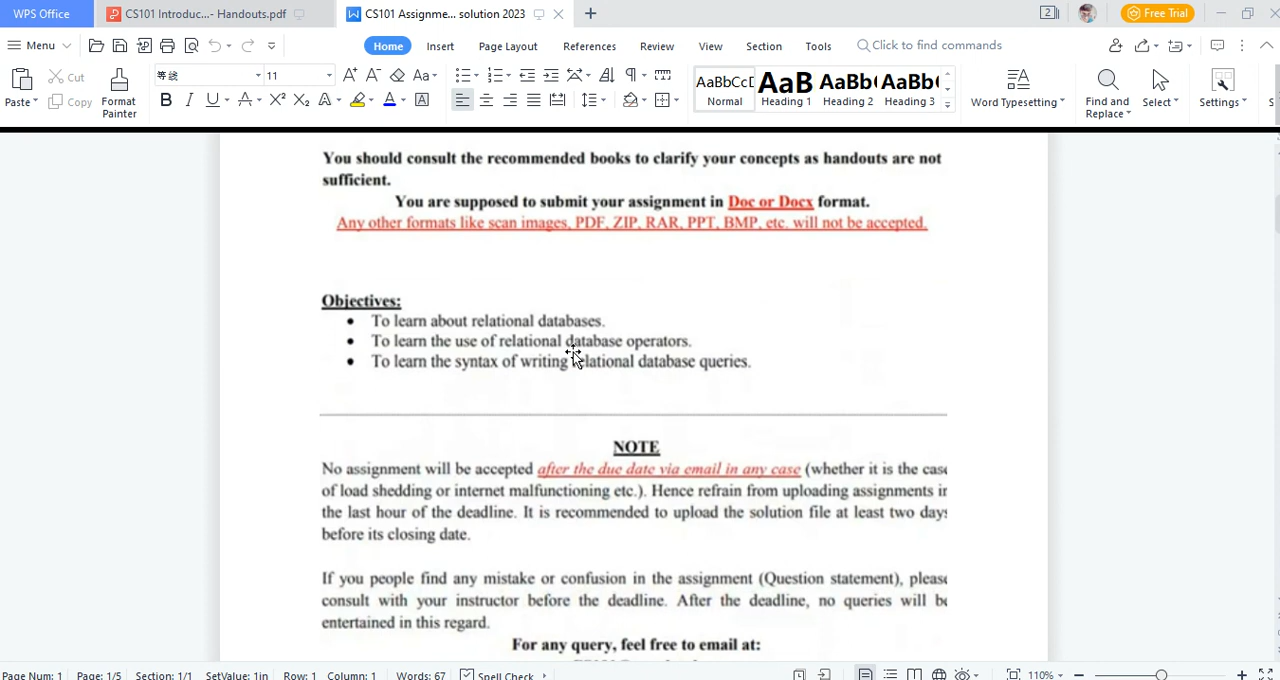 WPS Office CS101 Introduc...- Handouts.pdf CS101 Assignme... solution 2023 Free Trial
Menu Home Insert Page Layout References Review View Section Tools Click to find commands
Paste Cut Copy Format Painter 等线 11 AaBbCcD Normal AaB Heading 1 AaBb Heading 2 AaBb Heading 3 Word Typesetting Find and Replace Select Settings
You should consult the recommended books to clarify your concepts as handouts are not
sufficient.
You are supposed to submit your assignment in Doc or Docx format.
Any other formats like scan images, PDF, ZIP, RAR, PPT, BMP, etc. will not be accepted.
Objectives:
• To learn about relational databases.
• To learn the use of relational database operators.
• To learn the syntax of writing relational database queries.
NOTE
No assignment will be accepted after the due date via email in any case (whether it is the case
of load shedding or internet malfunctioning etc.). Hence refrain from uploading assignments in
the last hour of the deadline. It is recommended to upload the solution file at least two days
before its closing date.
If you people find any mistake or confusion in the assignment (Question statement), please
consult with your instructor before the deadline. After the deadline, no queries will be
entertained in this regard.
For any query, feel free to email at:
Page Num: 1 Page: 1/5 Section: 1/1 SetValue: 1in Row: 1 Column: 1 Words: 67 Spell Check 110%